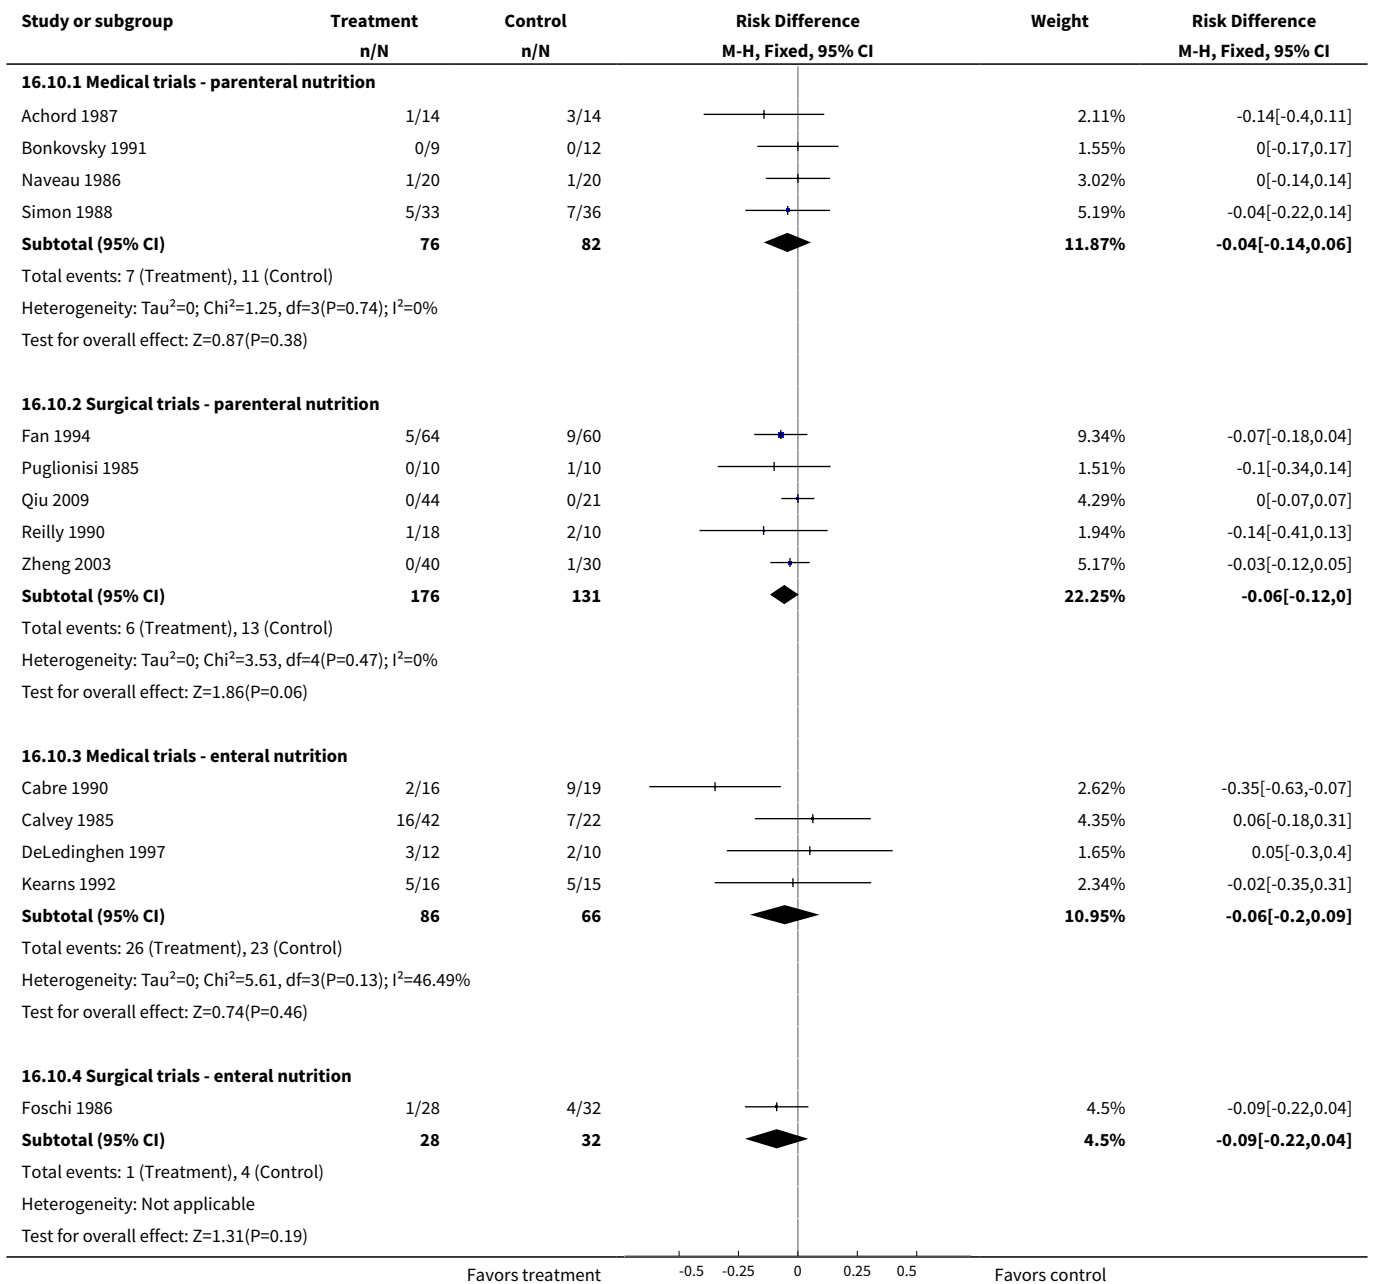 Study or subgroup Treatment Control Risk Difference Weight Risk Difference
n/N n/N M-H, Fixed, 95% CI M-H, Fixed, 95% CI
16.10.1 Medical trials - parenteral nutrition
Achord 1987 1/14 3/14 2.11% -0.14[-0.4,0.11]
Bonkovsky 1991 0/9 0/12 1.55% 0[-0.17,0.17]
Naveau 1986 1/20 1/20 3.02% 0[-0.14,0.14]
Simon 1988 5/33 7/36 5.19% -0.04[-0.22,0.14]
Subtotal (95% CI) 76 82 11.87% -0.04[-0.14,0.06]
Total events: 7 (Treatment), 11 (Control)
Heterogeneity: Tau²=0; Chi²=1.25, df=3(P=0.74); I²=0%
Test for overall effect: Z=0.87(P=0.38)
16.10.2 Surgical trials - parenteral nutrition
Fan 1994 5/64 9/60 9.34% -0.07[-0.18,0.04]
Puglionisi 1985 0/10 1/10 1.51% -0.1[-0.34,0.14]
Qiu 2009 0/44 0/21 4.29% 0[-0.07,0.07]
Reilly 1990 1/18 2/10 1.94% -0.14[-0.41,0.13]
Zheng 2003 0/40 1/30 5.17% -0.03[-0.12,0.05]
Subtotal (95% CI) 176 131 22.25% -0.06[-0.12,0]
Total events: 6 (Treatment), 13 (Control)
Heterogeneity: Tau²=0; Chi²=3.53, df=4(P=0.47); I²=0%
Test for overall effect: Z=1.86(P=0.06)
16.10.3 Medical trials - enteral nutrition
Cabre 1990 2/16 9/19 2.62% -0.35[-0.63,-0.07]
Calvey 1985 16/42 7/22 4.35% 0.06[-0.18,0.31]
DeLedinghen 1997 3/12 2/10 1.65% 0.05[-0.3,0.4]
Kearns 1992 5/16 5/15 2.34% -0.02[-0.35,0.31]
Subtotal (95% CI) 86 66 10.95% -0.06[-0.2,0.09]
Total events: 26 (Treatment), 23 (Control)
Heterogeneity: Tau²=0; Chi²=5.61, df=3(P=0.13); I²=46.49%
Test for overall effect: Z=0.74(P=0.46)
16.10.4 Surgical trials - enteral nutrition
Foschi 1986 1/28 4/32 4.5% -0.09[-0.22,0.04]
Subtotal (95% CI) 28 32 4.5% -0.09[-0.22,0.04]
Total events: 1 (Treatment), 4 (Control)
Heterogeneity: Not applicable
Test for overall effect: Z=1.31(P=0.19)
Favors treatment -0.5 -0.25 0 0.25 0.5 Favors control